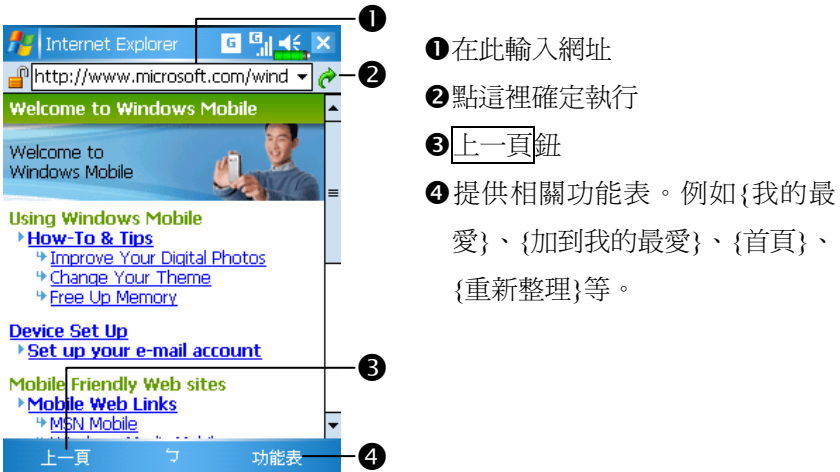 ❶
Internet Explorer
http://www.microsoft.com/wind
❷
Welcome to Windows Mobile
Welcome to
Windows Mobile
Using Windows Mobile
How-To & Tips
Improve Your Digital Photos
Change Your Theme
Free Up Memory
Device Set Up
Set up your e-mail account
❸
Mobile Friendly Web sites
Mobile Web Links
MSN Mobile
上一頁 ㄅ 功能表
❹
❶在此輸入網址
❷點這裡確定執行
❸上一頁鈕
❹提供相關功能表。例如{我的最
愛}、{加到我的最愛}、{首頁}、
{重新整理}等。